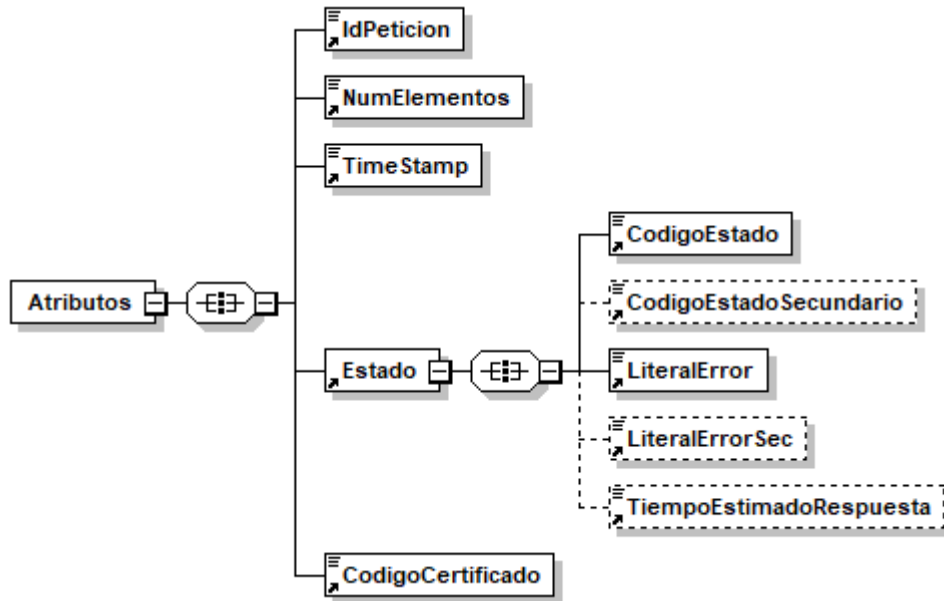 IdPeticion
NumElementos
TimeStamp
CodigoEstado
Atributos
CodigoEstadoSecundario
Estado
LiteralError
LiteralErrorSec
TiempoEstimadoRespuesta
CodigoCertificado